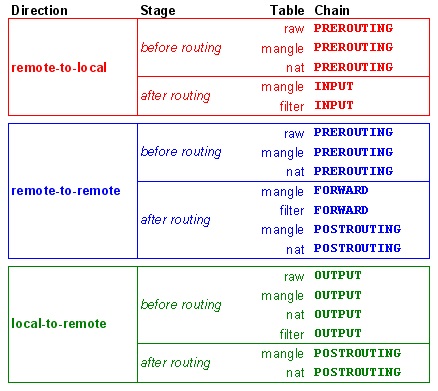 Direction Stage Table Chain
raw PREROUTING
before routing mangle PREROUTING
nat PREROUTING
remote-to-local
after routing mangle INPUT
filter INPUT
raw PREROUTING
before routing mangle PREROUTING
nat PREROUTING
remote-to-remote mangle FORWARD
filter FORWARD
after routing
mangle POSTROUTING
nat POSTROUTING
raw OUTPUT
mangle OUTPUT
before routing
nat OUTPUT
filter OUTPUT
local-to-remote
after routing mangle POSTROUTING
nat POSTROUTING